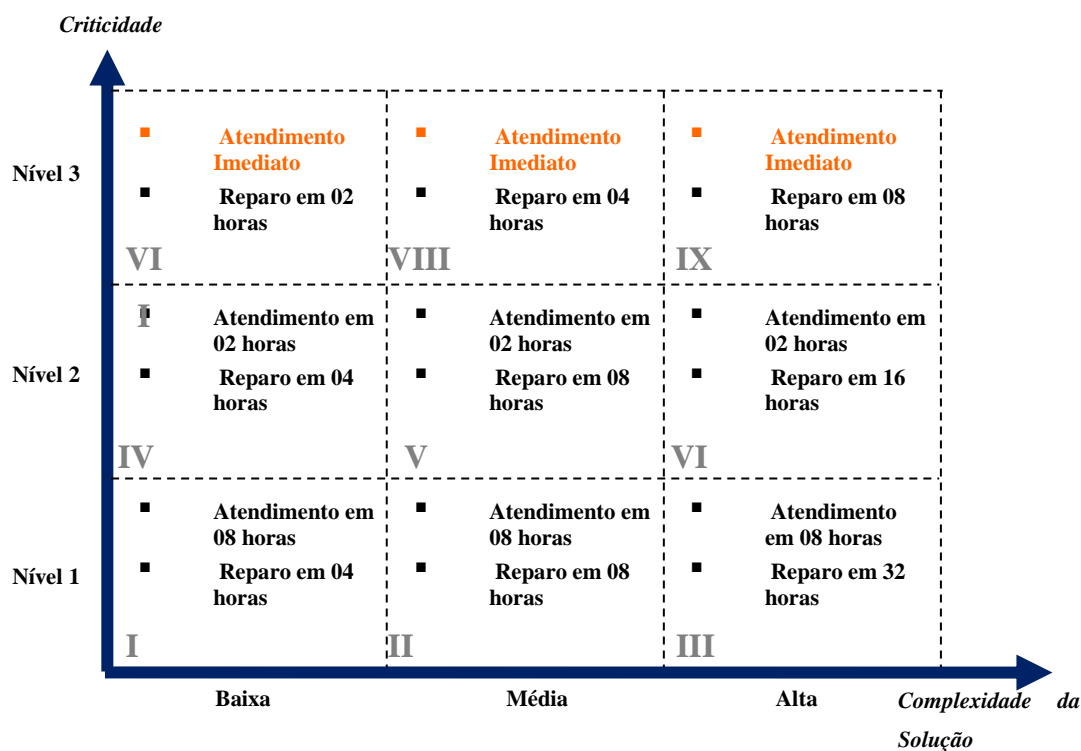 Criticidade
Atendimento
Imediato
Reparo em 02
horas
Atendimento
Imediato
Reparo em 04
horas
Atendimento
Imediato
Reparo em 08
horas
Nível 3
VI
VIII
IX
I
Atendimento em
02 horas
Reparo em 04
horas
Atendimento em
02 horas
Reparo em 08
horas
Atendimento em
02 horas
Reparo em 16
horas
Nível 2
IV
V
VI
Atendimento em
08 horas
Reparo em 04
horas
Atendimento em
08 horas
Reparo em 08
horas
Atendimento
em 08 horas
Reparo em 32
horas
Nível 1
I
II
III
Baixa
Média
Alta
Complexidade da
Solução